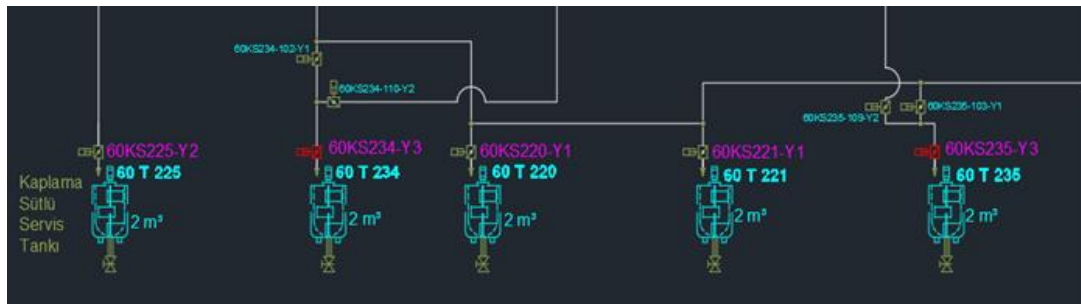 60KS234-102-Y1
60KS234-110-Y2
60KS235-103-Y1
60KS235-109-Y2
60KS225-Y2
60KS234-Y3
60KS220-Y1
60KS221-Y1
60KS235-Y3
60 T 225
60 T 234
60 T 220
60 T 221
60 T 235
Kaplama
Sütlü
Servis
Tankı
2 m³
2 m³
2 m³
2 m³
2 m³